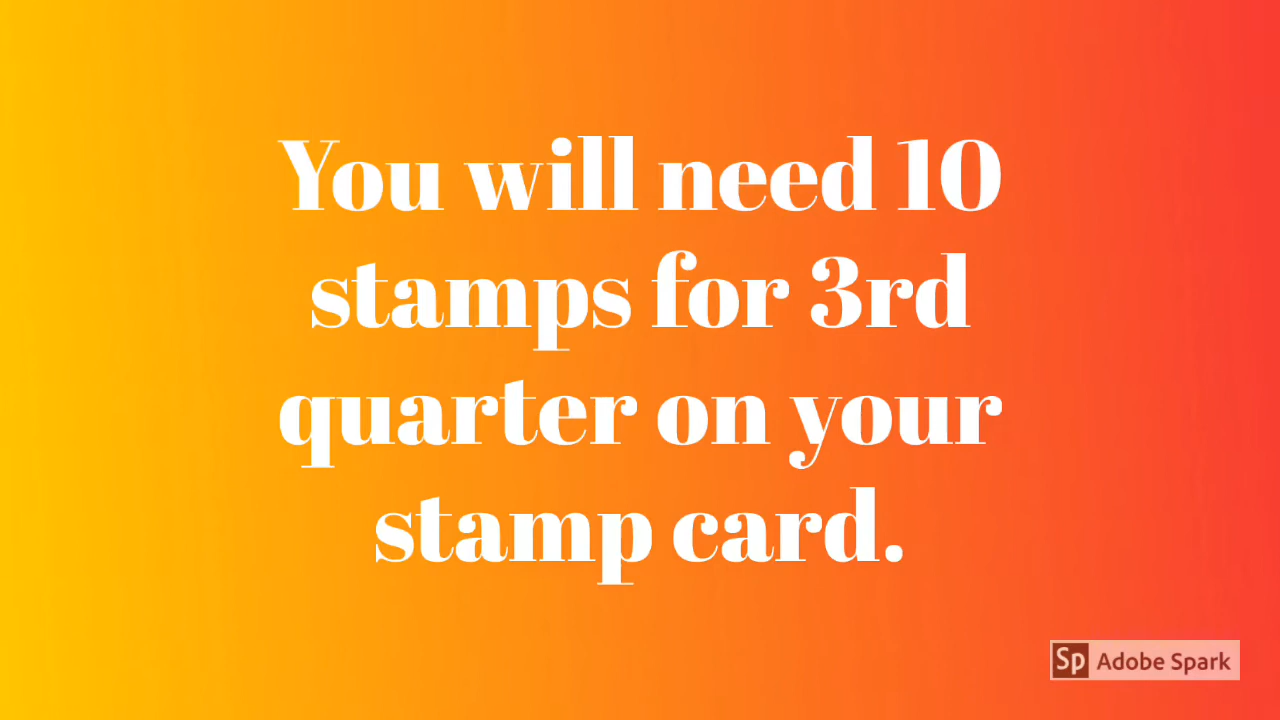 You will need 10
stamps for 3rd
quarter on your
stamp card.
Sp Adobe Spark